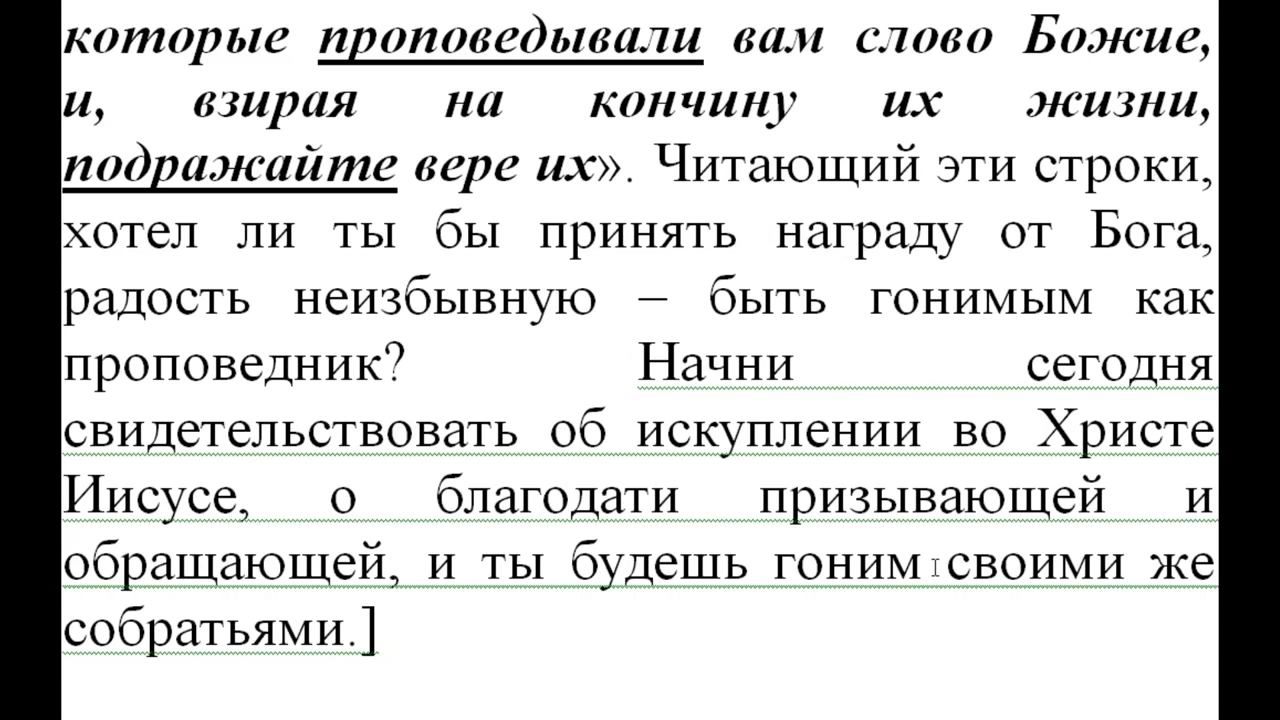 которые проповедывали вам слово Божие,
и, взирая на кончину их жизни,
подражайте вере их». Читающий эти строки,
хотел ли ты бы принять награду от Бога,
радость неизбывную – быть гонимым как
проповедник? Начни сегодня
свидетельствовать об искуплении во Христе
Иисусе, о благодати призывающей и
обращающей, и ты будешь гоним своими же
собратьями.]